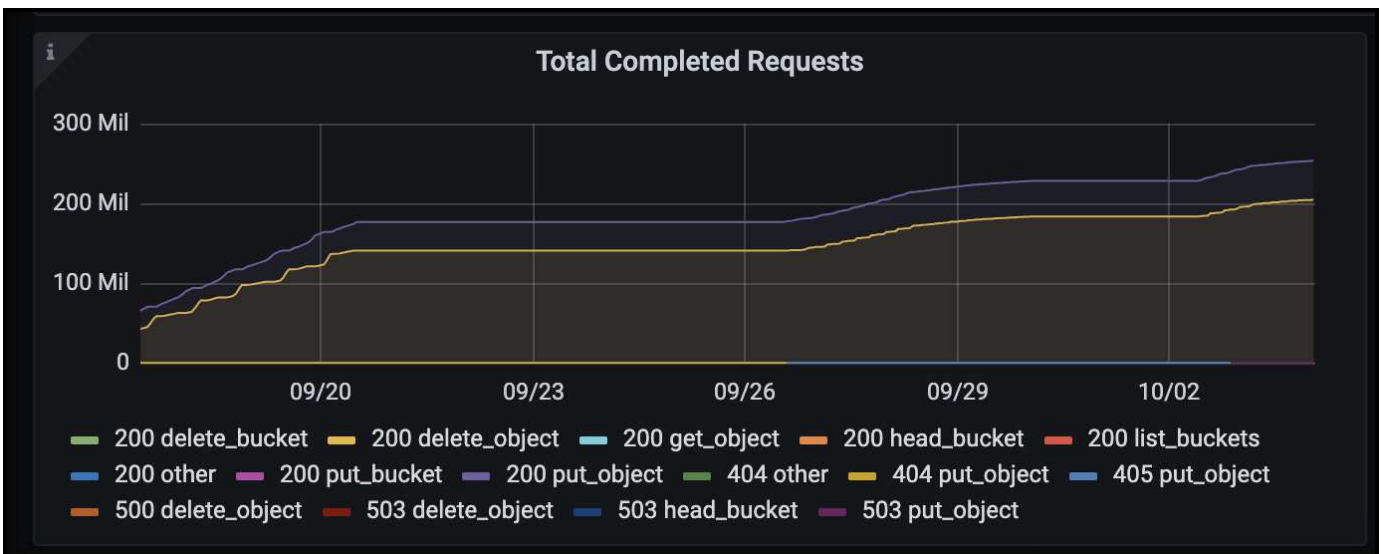 i
Total Completed Requests
300 Mil
200 Mil
100 Mil
0
09/20 09/23 09/26 09/29 10/02
200 delete_bucket 200 delete_object 200 get_object 200 head_bucket 200 list_buckets
200 other 200 put_bucket 200 put_object 404 other 404 put_object 405 put_object
500 delete_object 503 delete_object 503 head_bucket 503 put_object